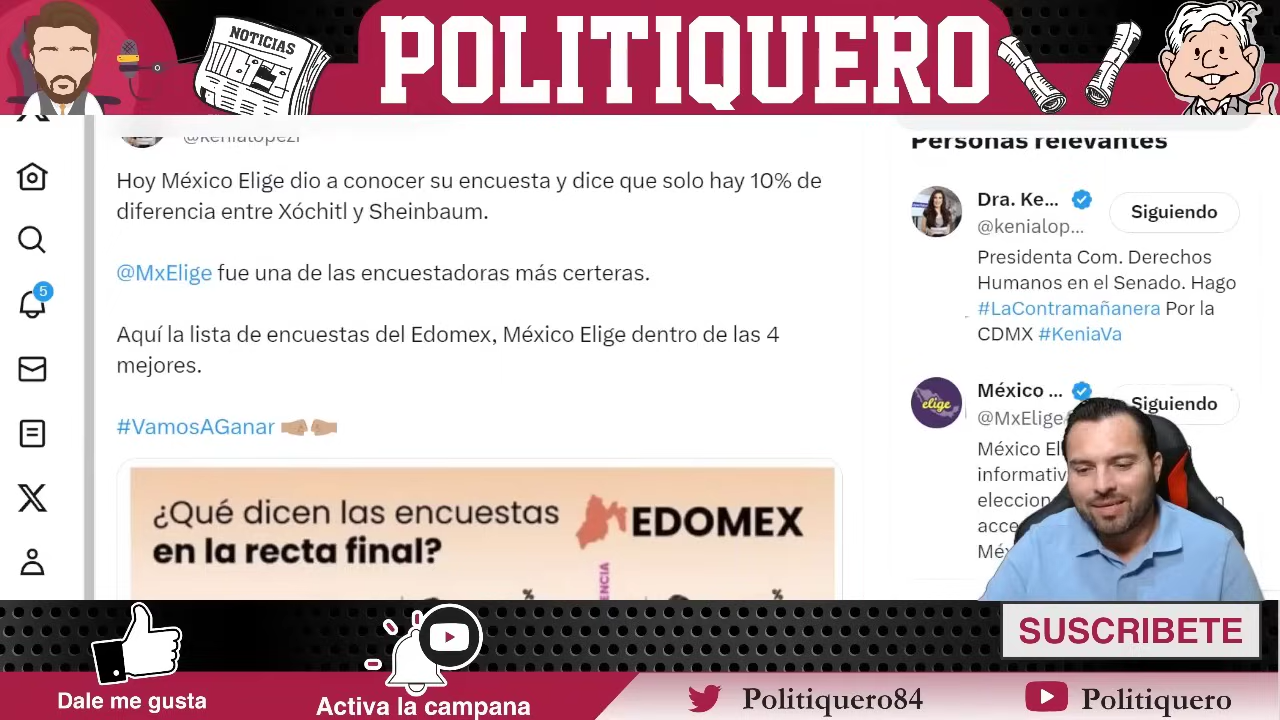 NOTICIAS
POLITIQUERO
@kenialopezr
Personas relevantes
Hoy México Elige dio a conocer su encuesta y dice que solo hay 10% de
diferencia entre Xóchitl y Sheinbaum.
@MxElige fue una de las encuestadoras más certeras.
Aquí la lista de encuestas del Edomex, México Elige dentro de las 4
mejores.
#VamosAGanar
¿Qué dicen las encuestas
en la recta final?
EDOMEX
5
Dra. Ke...
Siguiendo
@kenialop...
Presidenta Com. Derechos
Humanos en el Senado. Hago
#LaContramañanera Por la
CDMX #KeniaVa
elige
México ...
Siguiendo
@MxElige
México
informativ
eleccion
SUSCRIBETE
Dale me gusta
Activa la campana
Politiquero84
Politiquero